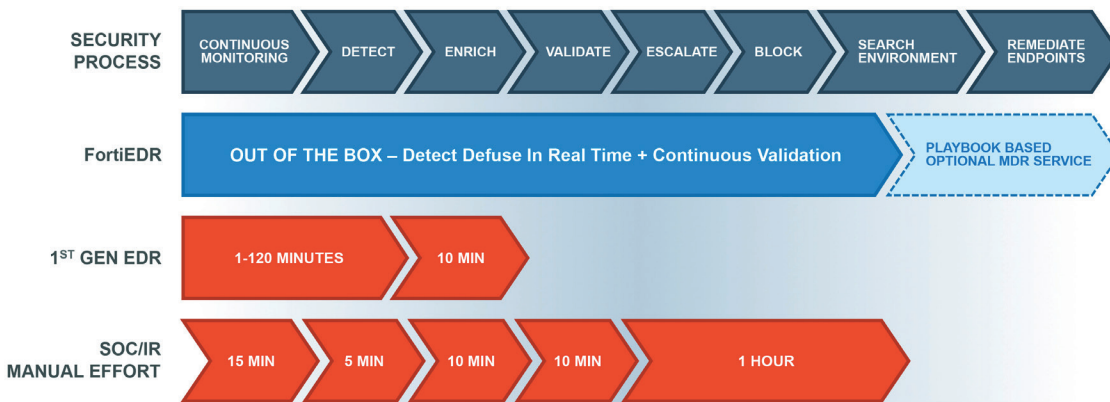 SECURITY
PROCESS
CONTINUOUS
MONITORING
DETECT
ENRICH
VALIDATE
ESCALATE
BLOCK
SEARCH
ENVIRONMENT
REMEDIATE
ENDPOINTS
FortiEDR
OUT OF THE BOX – Detect Defuse In Real Time + Continuous Validation
PLAYBOOK BASED
OPTIONAL MDR SERVICE
1ST GEN EDR
1-120 MINUTES
10 MIN
SOC/IR
MANUAL EFFORT
15 MIN
5 MIN
10 MIN
10 MIN
1 HOUR